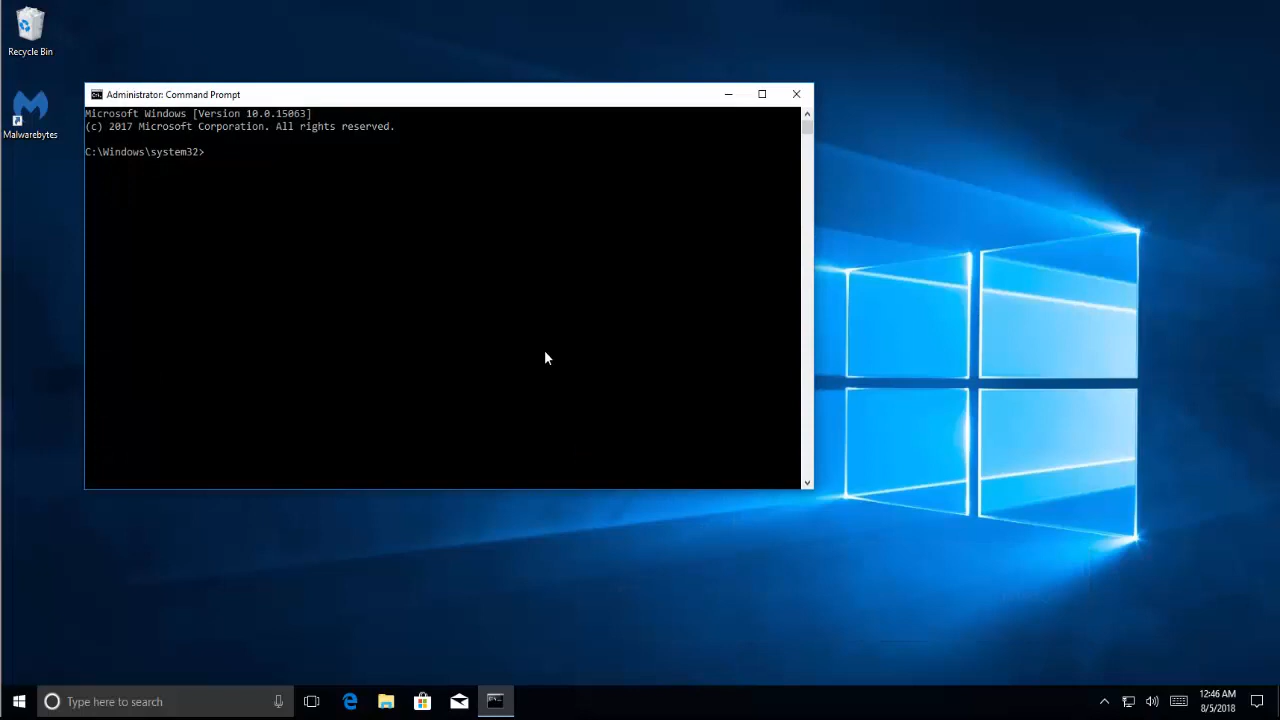 Recycle Bin
Malwarebytes
Administrator: Command Prompt
Microsoft Windows [Version 10.0.15063]
(c) 2017 Microsoft Corporation. All rights reserved.
C:\Windows\system32>
Type here to search
12:46 AM
8/5/2018